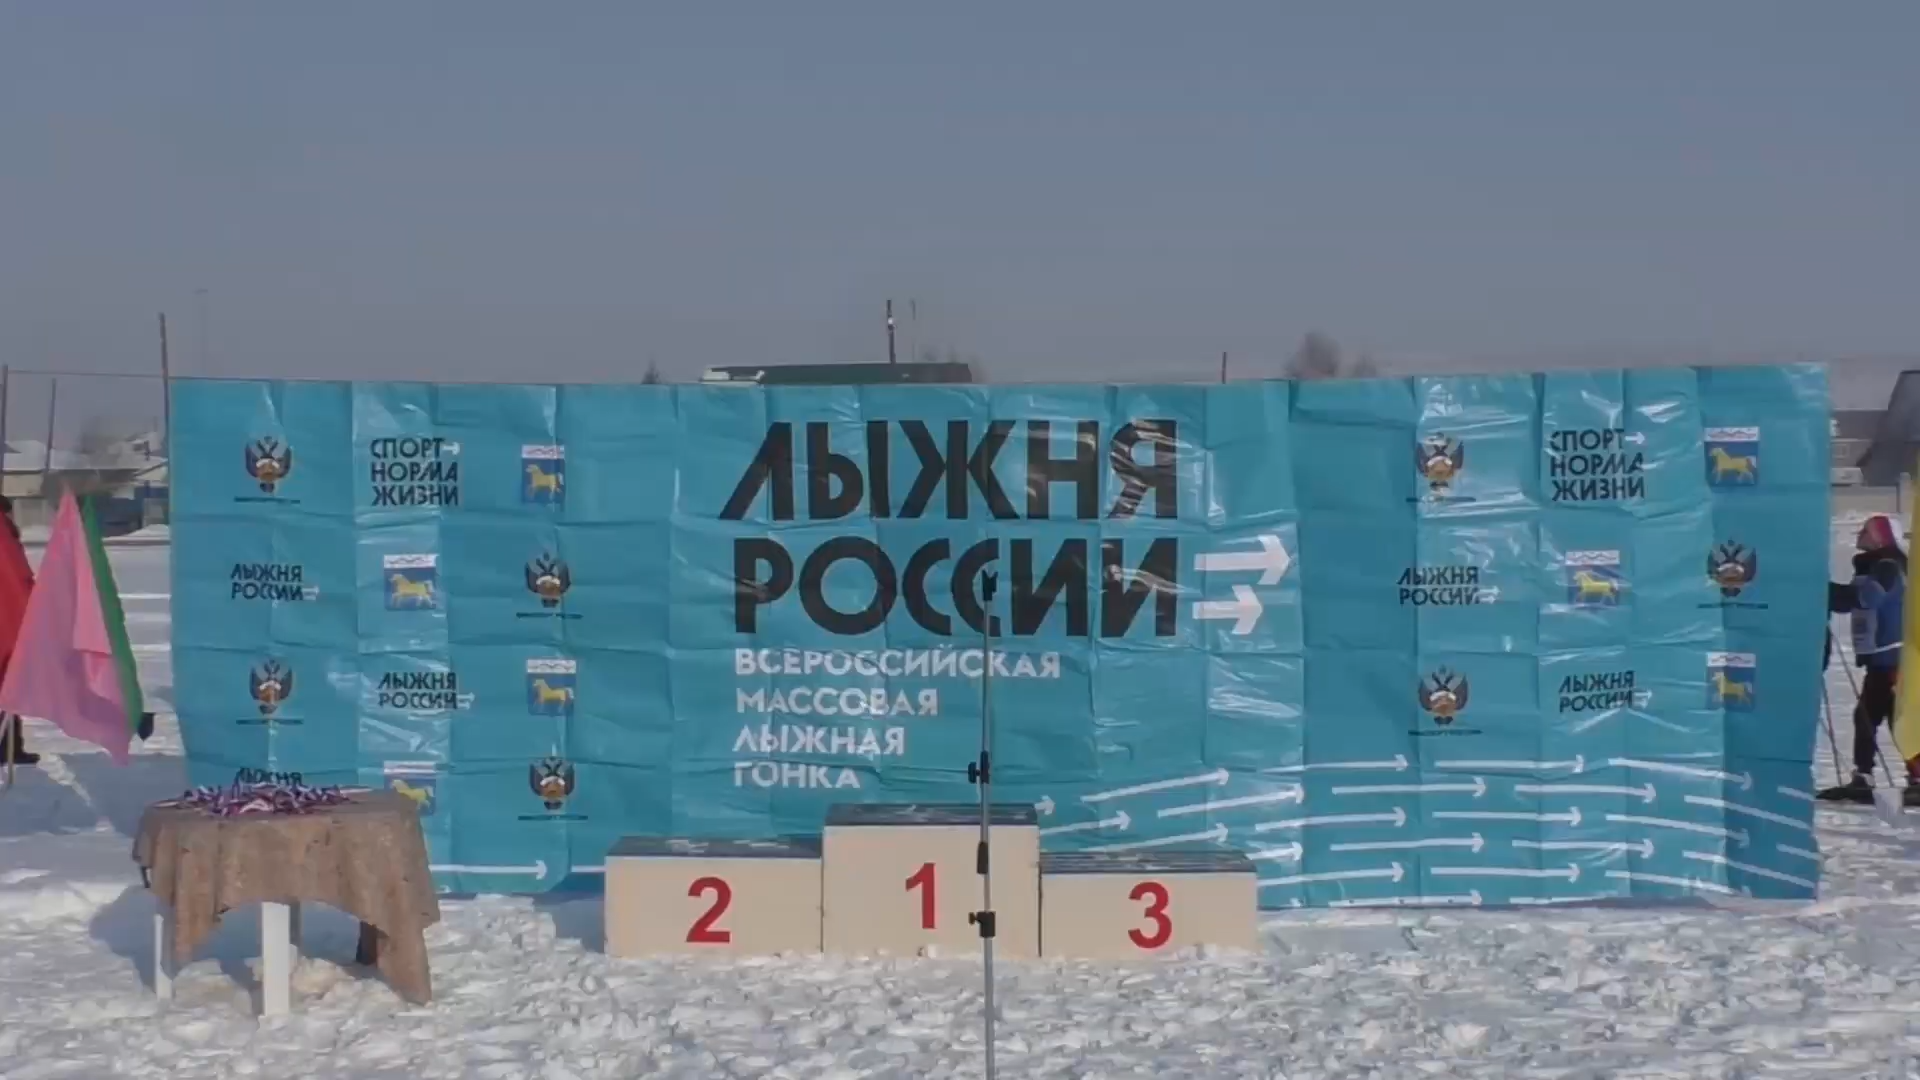 ЛЫЖНЯ
РОССИИ
ВСЕРОССИЙСКАЯ
МАССОВАЯ
ЛЫЖНАЯ
ГОНКА
СПОРТ
НОРМА
ЖИЗНИ
ЛЫЖНЯ
РОССИИ
ЛЫЖНЯ
РОССИИ
ЛЫЖНЯ
СПОРТ
НОРМА
ЖИЗНИ
ЛЫЖНЯ
РОССИИ
ЛЫЖНЯ
РОССИИ
2
1
3